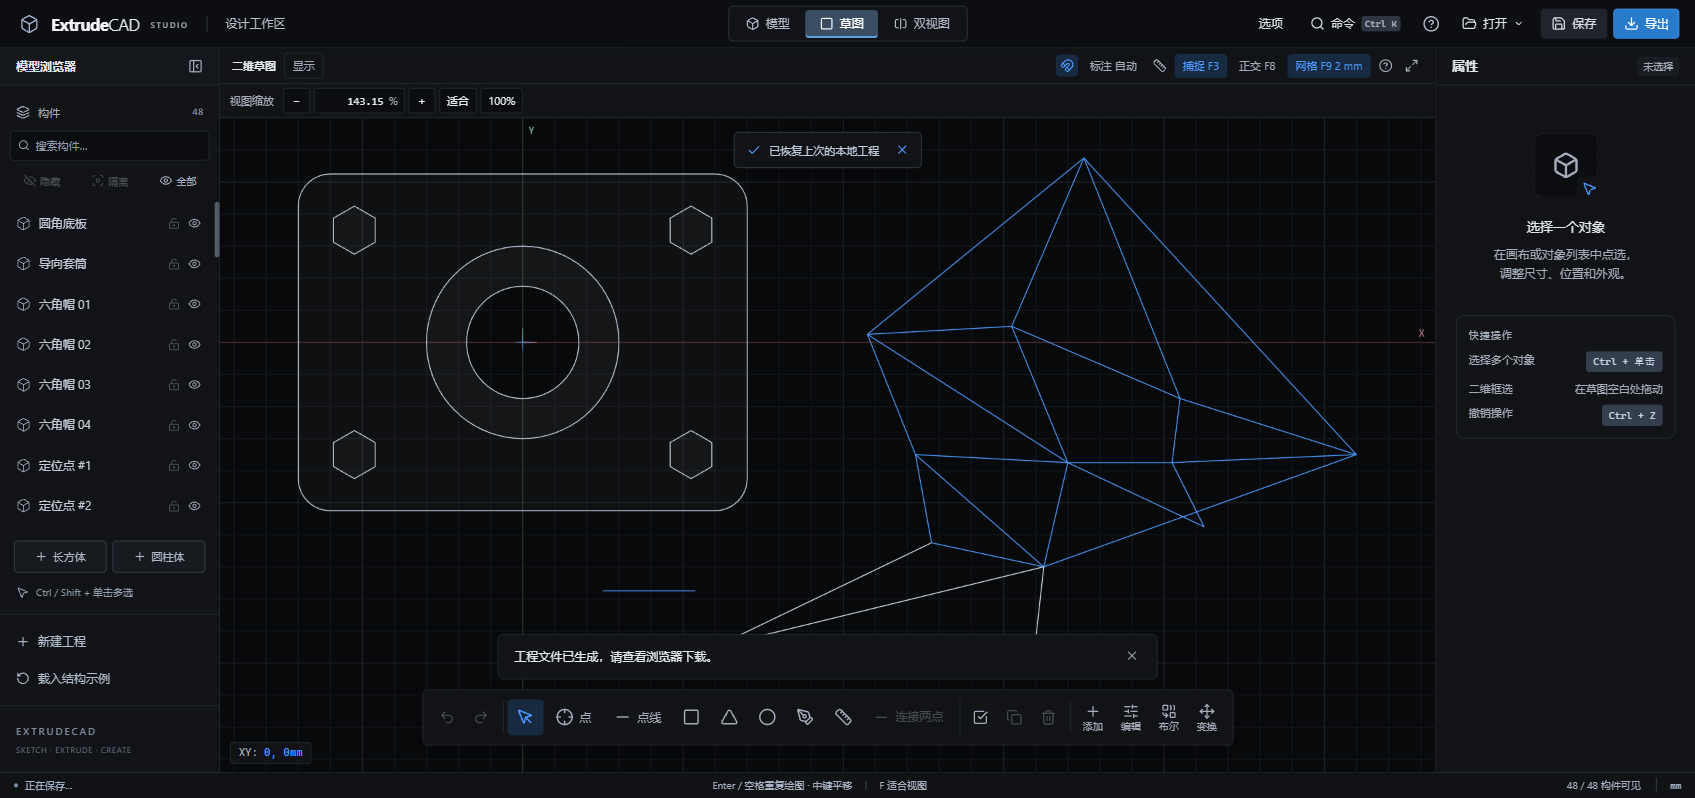 ExtrudeCAD STUDIO 设计工作区 模型 草图 双视图 选项 命令 Ctrl K 打开 保存 导出
模型浏览器 二维草图 显示 标注 自动 捕捉 F3 正交 F8 网格 F9 2 mm 属性 未选择
视图缩放 − 143.15 % + 适合 100%
构件 48
搜索构件...
隐藏 隔离 全部
圆角底板
导向套筒
六角帽 01
六角帽 02
六角帽 03
六角帽 04
定位点 #1
定位点 #2
+ 长方体 + 圆柱体
Ctrl / Shift + 单击多选
+ 新建工程
载入结构示例
EXTRUDECAD
SKETCH · EXTRUDE · CREATE
Y
已恢复上次的本地工程
X
工程文件已生成，请查看浏览器下载。
点 点线 连接两点 添加 编辑 布尔 变换
XY: 0, 0mm
选择一个对象
在画布或对象列表中点选，
调整尺寸、位置和外观。
快捷操作
选择多个对象 Ctrl + 单击
二维框选 在草图空白处拖动
撤销操作 Ctrl + Z
正在保存... Enter / 空格重复绘图 · 中键平移 F 适合视图 48 / 48 构件可见 mm